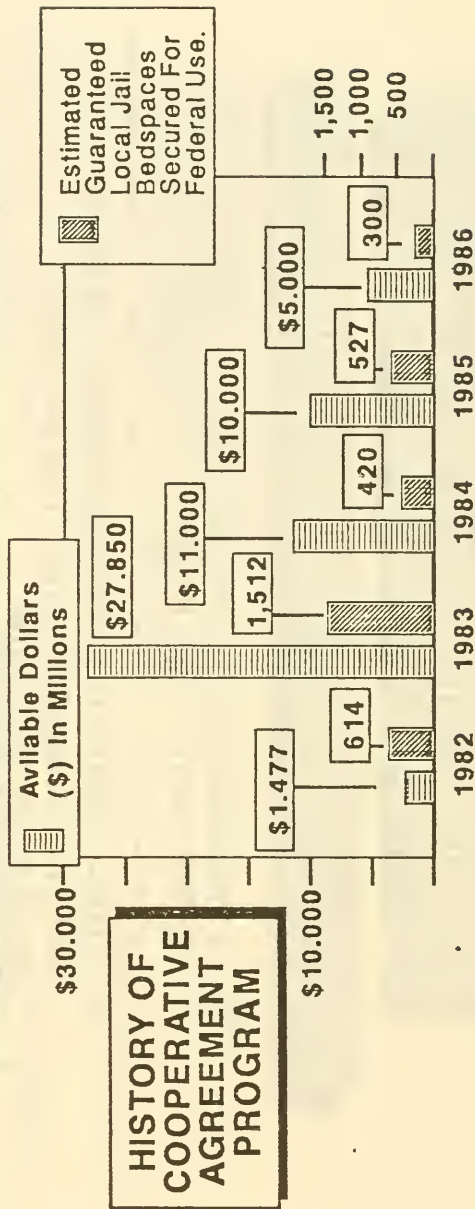 HISTORY OF
COOPERATIVE
AGREEMENT
PROGRAM
Avilable Dollars
($) In Millions
Estimated
Guaranteed
Local Jail
Bedspaces
Secured For
Federal Use.
$30.000
$10.000
$1.477
614
$27.850
1,512
$11.000
420
$10.000
527
$5.000
300
1,500
1,000
500
1982
1983
1984
1985
1986